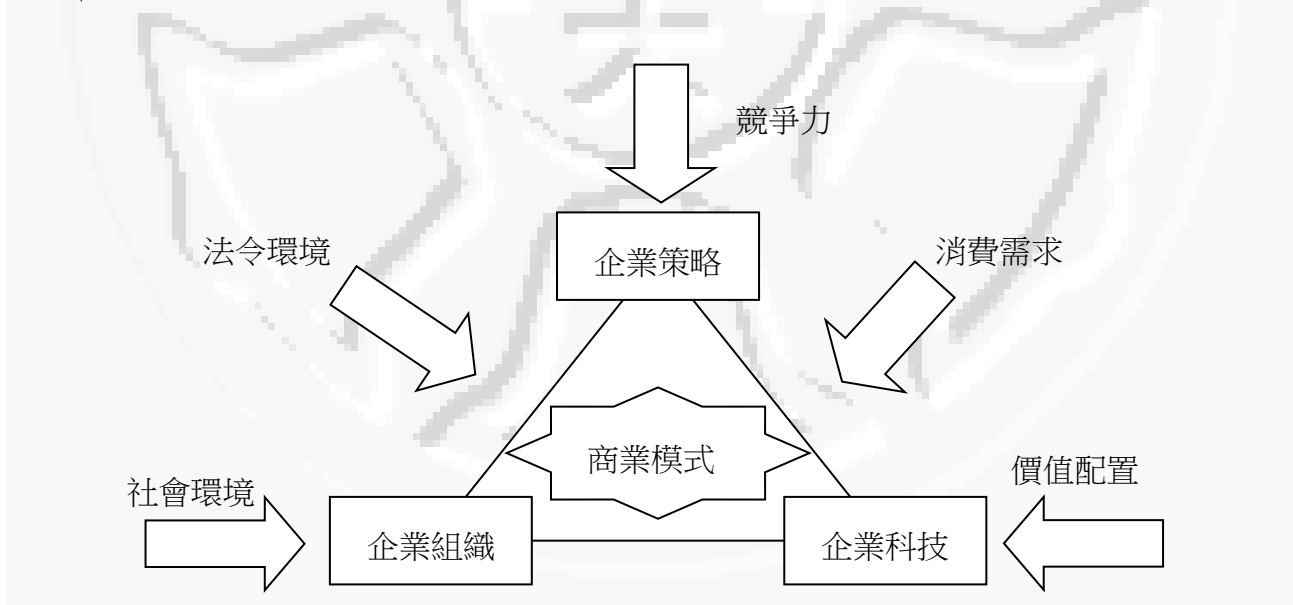 競爭力
法令環境
消費需求
企業策略
商業模式
社會環境
價值配置
企業組織
企業科技